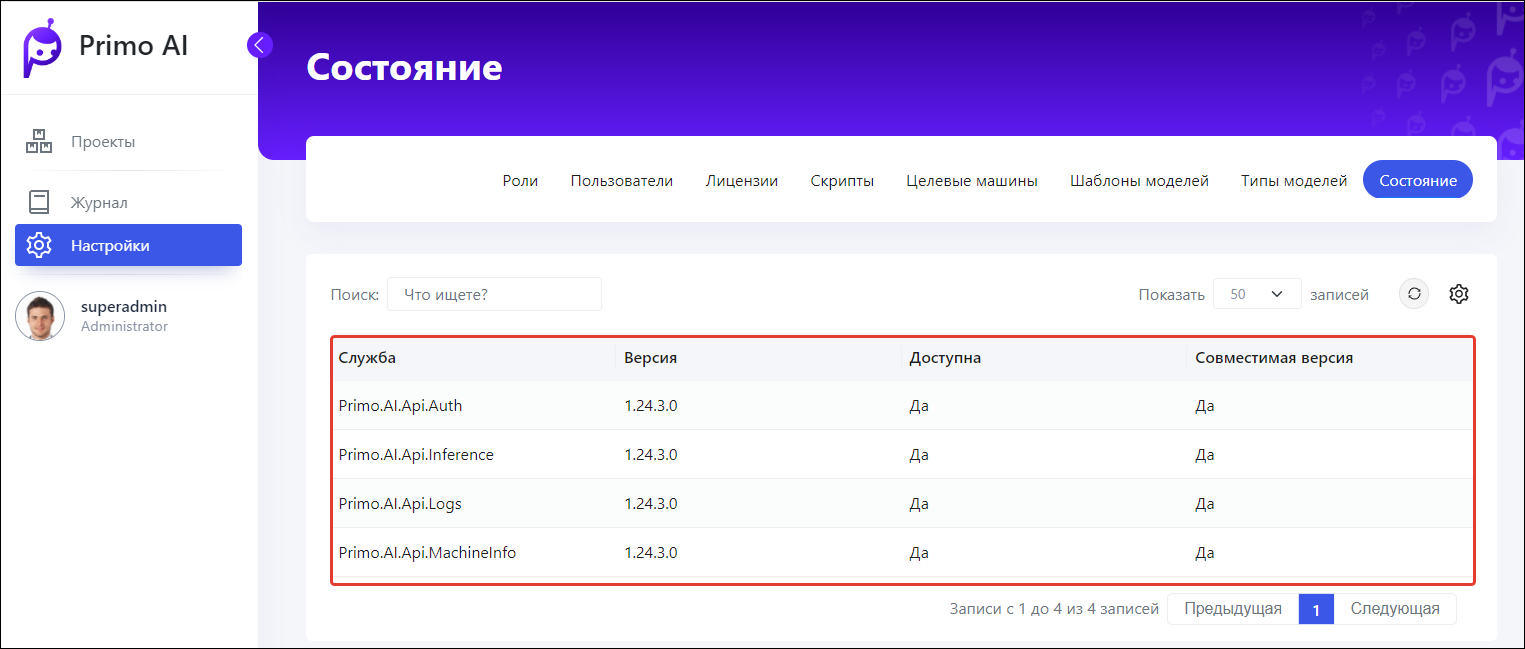 Primo AI
Состояние
Проекты
Журнал
Настройки
superadmin
Administrator
Роли Пользователи Лицензии Скрипты Целевые машины Шаблоны моделей Типы моделей Состояние
Поиск: Что ищете? Показать 50 записей
Служба Версия Доступна Совместимая версия
Primo.AI.Api.Auth 1.24.3.0 Да Да
Primo.AI.Api.Inference 1.24.3.0 Да Да
Primo.AI.Api.Logs 1.24.3.0 Да Да
Primo.AI.Api.MachineInfo 1.24.3.0 Да Да
Записи с 1 до 4 из 4 записей Предыдущая 1 Следующая